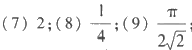 (7) 2; (8) 1/4; (9) π/(2√2);